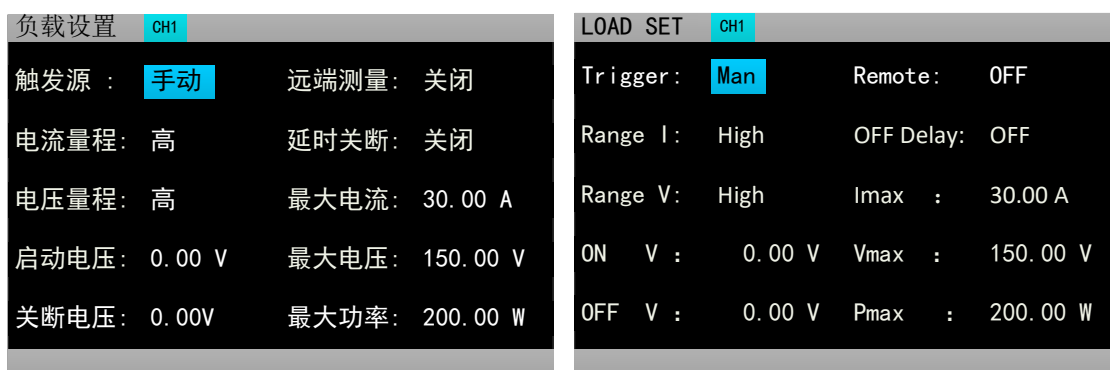 负载设置 CH1
触发源 : 手动 远端测量: 关闭
电流量程: 高 延时关断: 关闭
电压量程: 高 最大电流: 30.00 A
启动电压: 0.00 V 最大电压: 150.00 V
关断电压: 0.00V 最大功率: 200.00 W
LOAD SET CH1
Trigger: Man Remote: OFF
Range I: High OFF Delay: OFF
Range V: High Imax : 30.00 A
ON V : 0.00 V Vmax : 150.00 V
OFF V : 0.00 V Pmax : 200.00 W